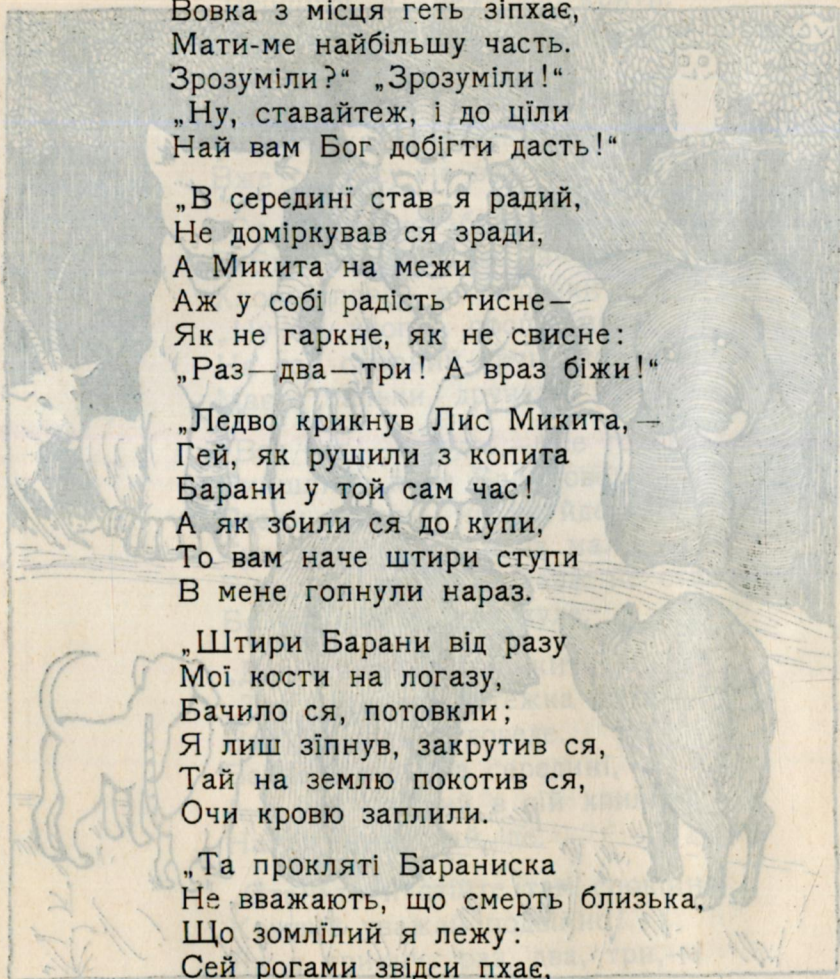 Вовка з місця геть зіпхає,
Мати-ме найбільшу часть.
Зрозуміли?“ „Зрозуміли!“
„Ну, ставайтеж, і до ціли
Най вам Бог добігти дасть!“
„В серединї став я радий,
Не доміркував ся зради,
А Микита на межи
Аж у собі радість тисне—
Як не гаркне, як не свисне:
„Раз—два—три! А враз біжи!“
„Ледво крикнув Лис Микита,—
Гей, як рушили з копита
Барани у той сам час!
А як збили ся до купи,
То вам наче штири ступи
В мене гопнули нараз.
„Штири Барани від разу
Мої кости на логазу,
Бачило ся, потовкли;
Я лиш зїпнув, закрутив ся,
Тай на землю покотив ся,
Очи кровю заплили.
„Та прокляті Бараниска
Не вважають, що смерть близька,
Що зомлїлий я лежу:
Сей рогами звідси пхає,